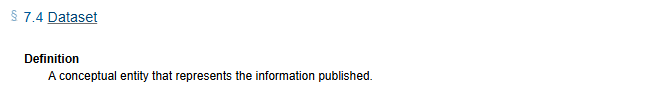 § 7.4 Dataset
Definition
A conceptual entity that represents the information published.